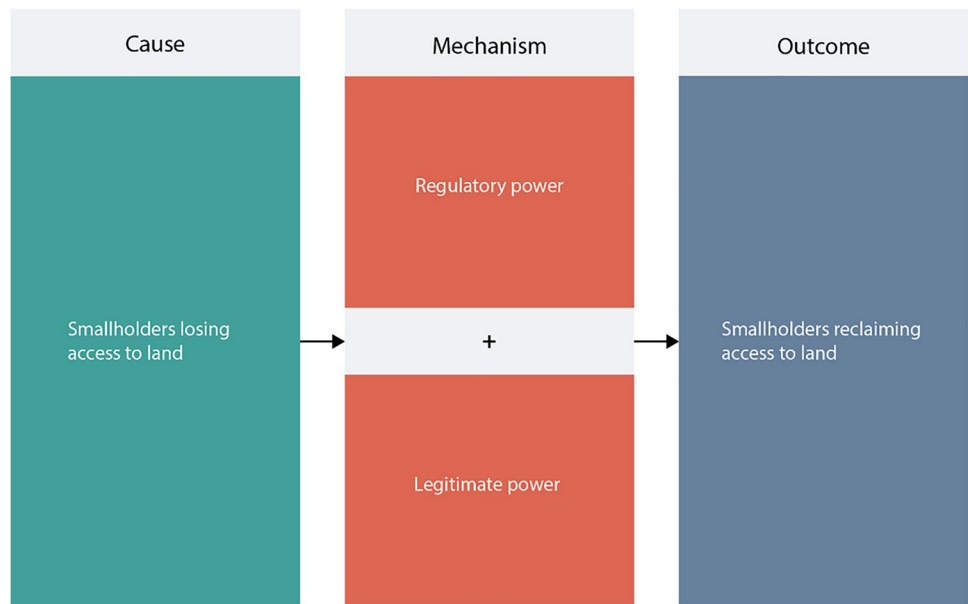 Cause
Smallholders losing
access to land
Mechanism
Regulatory power
+
Legitimate power
Outcome
Smallholders reclaiming
access to land